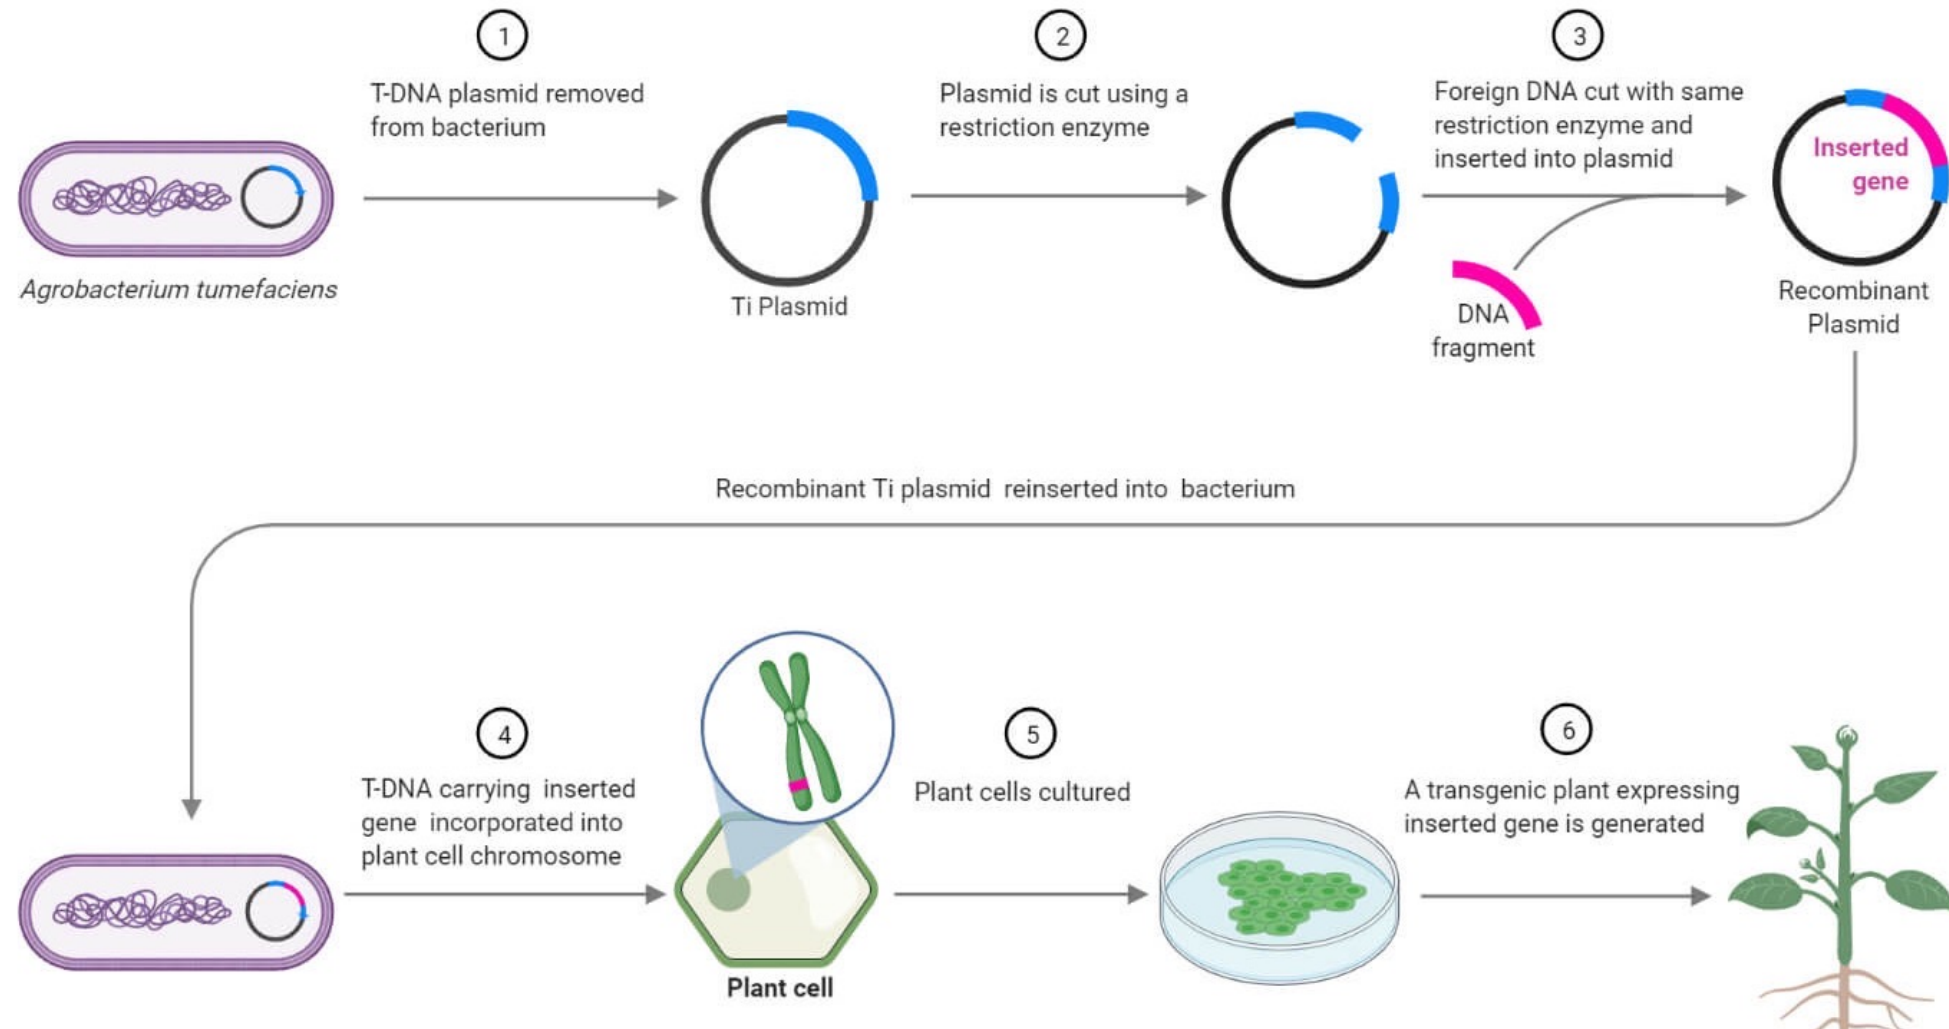 1
T-DNA plasmid removed
from bacterium
2
Plasmid is cut using a
restriction enzyme
3
Foreign DNA cut with same
restriction enzyme and
inserted into plasmid
Inserted
gene
Agrobacterium tumefaciens
Ti Plasmid
DNA
fragment
Recombinant
Plasmid
Recombinant Ti plasmid reinserted into bacterium
4
T-DNA carrying inserted
gene incorporated into
plant cell chromosome
5
Plant cells cultured
6
A transgenic plant expressing
inserted gene is generated
Plant cell